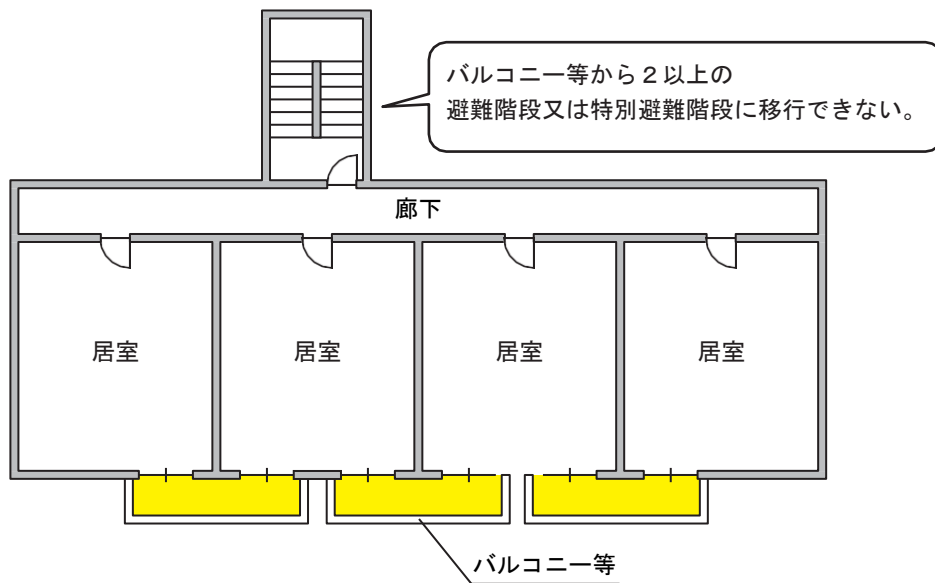 バルコニー等から２以上の
避難階段又は特別避難階段に移行できない。
廊下
居室
居室
居室
居室
バルコニー等